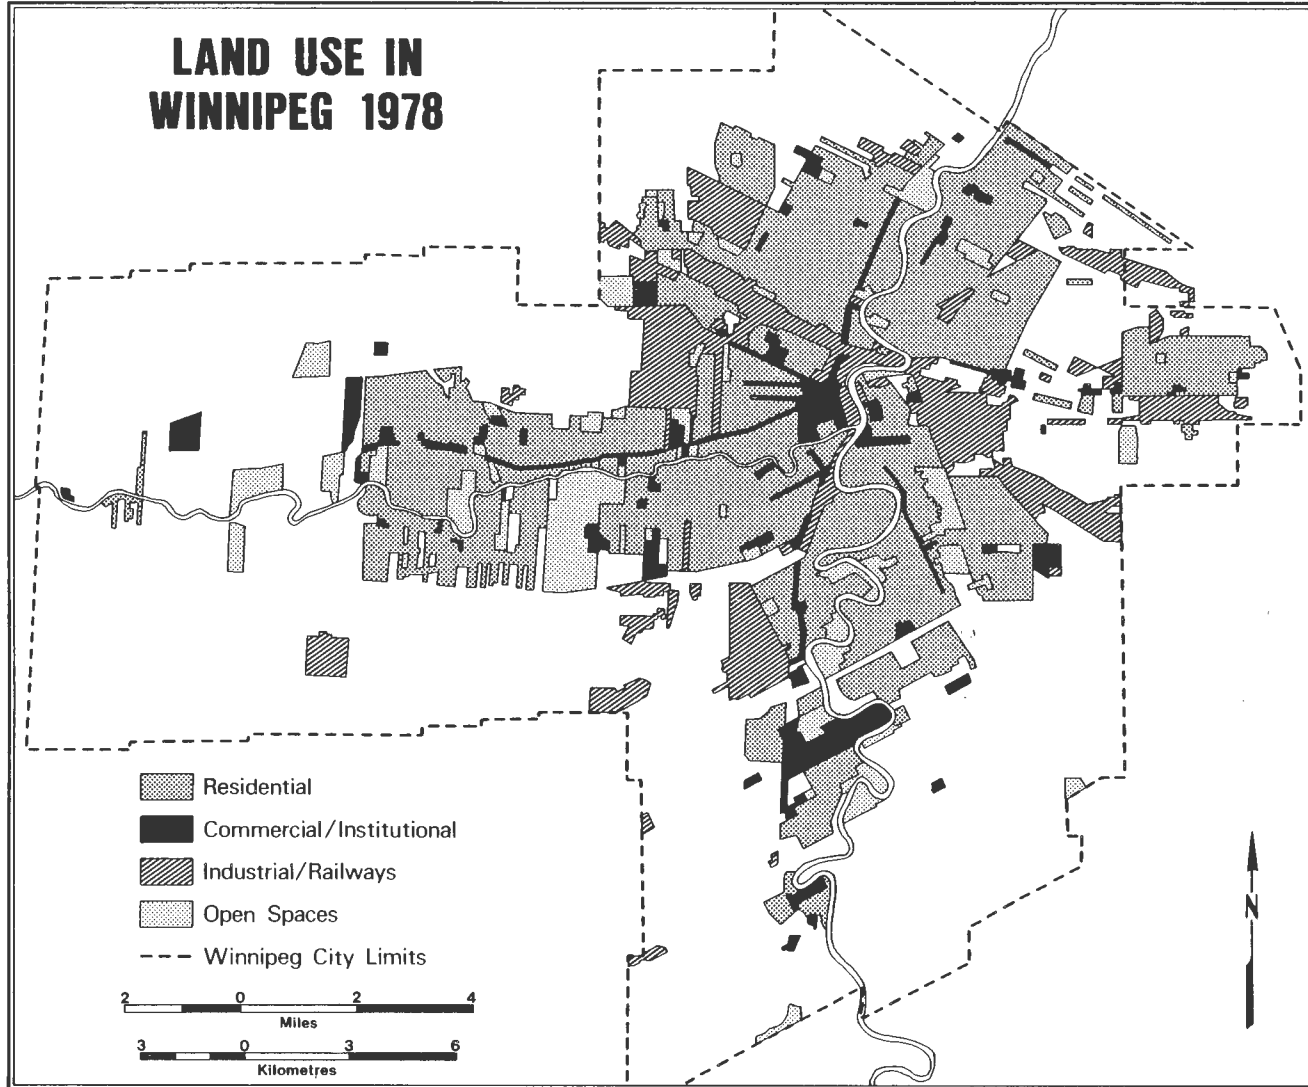 LAND USE IN
WINNIPEG 1978
Residential
Commercial/Institutional
Industrial/Railways
Open Spaces
Winnipeg City Limits
2 0 2 4
Miles
3 0 3 6
Kilometres
N